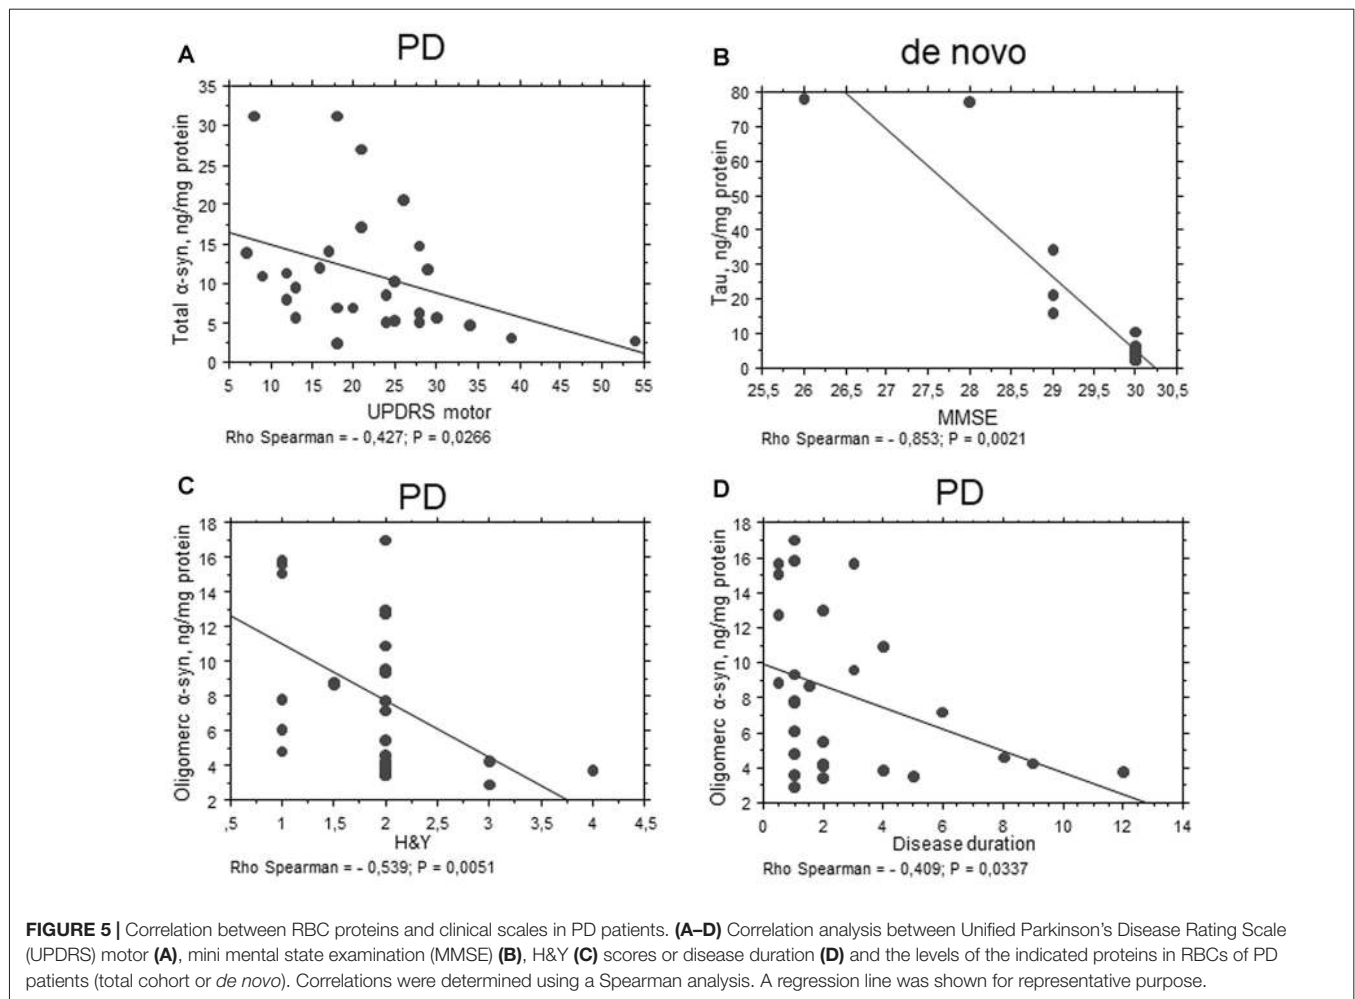 A
PD
35
30
25
20
15
10
5
0
Total α-syn, ng/mg protein
5 10 15 20 25 30 35 40 45 50 55
UPDRS motor
Rho Spearman = - 0,427; P = 0,0266
B
de novo
80
70
60
50
40
30
20
10
0
Tau, ng/mg protein
25,5 26 26,5 27 27,5 28 28,5 29 29,5 30 30,5
MMSE
Rho Spearman = - 0,853; P = 0,0021
C
PD
18
16
14
12
10
8
6
4
2
Oligomerc α-syn, ng/mg protein
,5 1 1,5 2 2,5 3 3,5 4 4,5
H&Y
Rho Spearman = - 0,539; P = 0,0051
D
PD
18
16
14
12
10
8
6
4
2
Oligomerc α-syn, ng/mg protein
0 2 4 6 8 10 12 14
Disease duration
Rho Spearman = - 0,409; P = 0,0337
FIGURE 5 | Correlation between RBC proteins and clinical scales in PD patients. (A–D) Correlation analysis between Unified Parkinson’s Disease Rating Scale
(UPDRS) motor (A), mini mental state examination (MMSE) (B), H&Y (C) scores or disease duration (D) and the levels of the indicated proteins in RBCs of PD
patients (total cohort or de novo). Correlations were determined using a Spearman analysis. A regression line was shown for representative purpose.